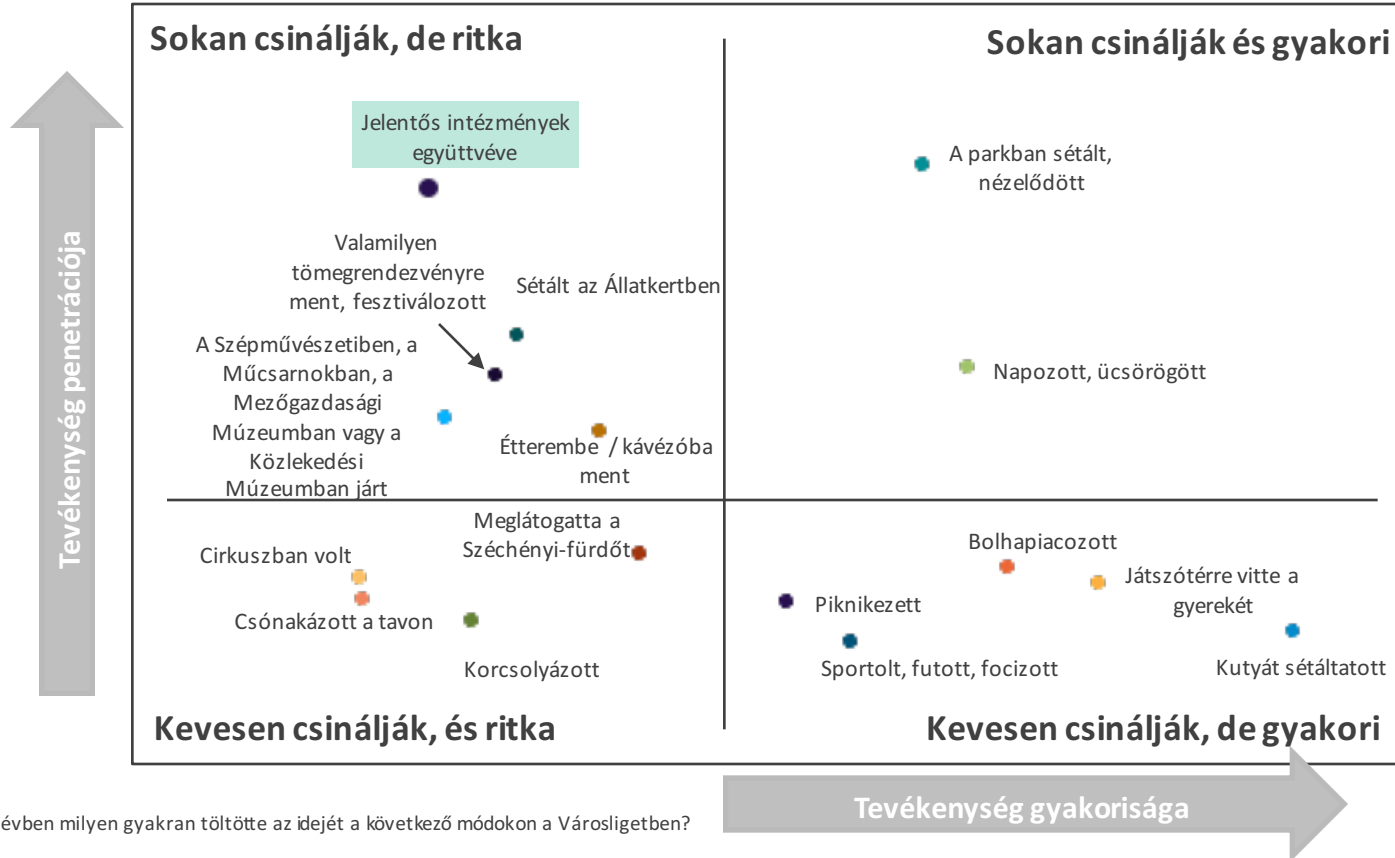 Sokan csinálják, de ritka
Sokan csinálják és gyakori
Jelentős intézmények
együttvéve
A parkban sétált,
nézelődött
Valamilyen
tömegrendezvényre
ment, fesztiválozott
Sétált az Állatkertben
A Szépművészetiben, a
Műcsarnokban, a
Mezőgazdasági
Múzeumban vagy a
Közlekedési
Múzeumban járt
Étterembe / kávézóba
ment
Napozott, ücsörögött
Tevékenység penetrációja
Meglátogatta a
Széchényi-fürdőt
Cirkuszban volt
Csónakázott a tavon
Korcsolyázott
Bolhapiacozott
Játszótérre vitte a
gyerekét
Piknikezett
Sportolt, futott, focizott
Kutyát sétáltatott
Kevesen csinálják, és ritka
Kevesen csinálják, de gyakori
Tevékenység gyakorisága
évben milyen gyakran töltötte az idejét a következő módokon a Városligetben?